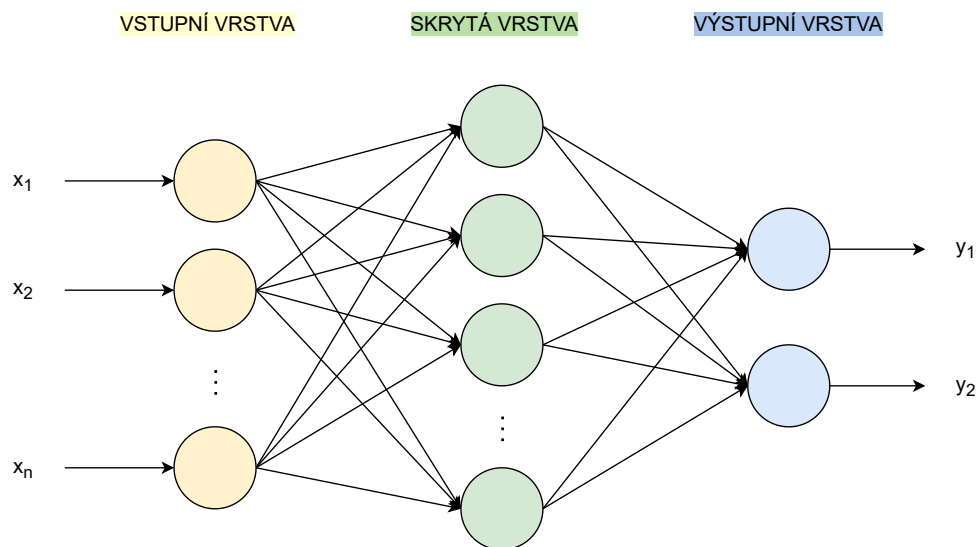 VSTUPNÍ VRSTVA
SKRYTÁ VRSTVA
VÝSTUPNÍ VRSTVA
x₁
x₂
⋮
xₙ
⋮
y₁
y₂